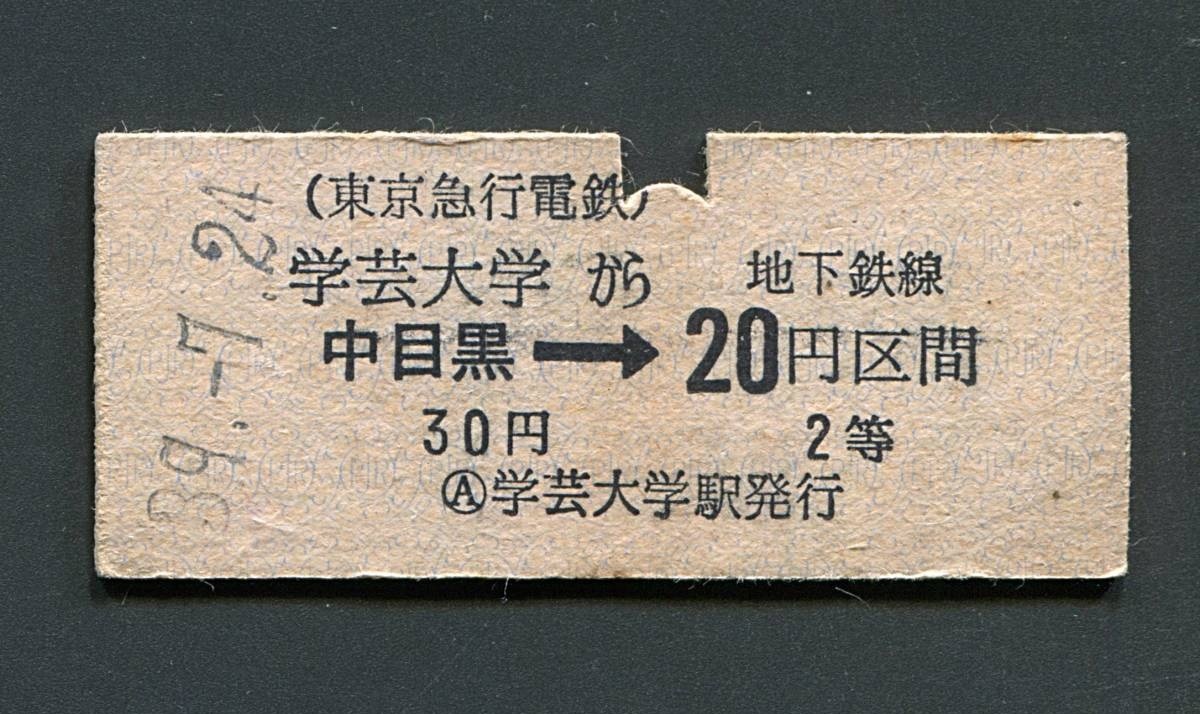 39.-7.24
(東京急行電鉄)
学芸大学 から
中目黒 → 地下鉄線 20円区間
30円 2等
Ⓐ学芸大学駅発行